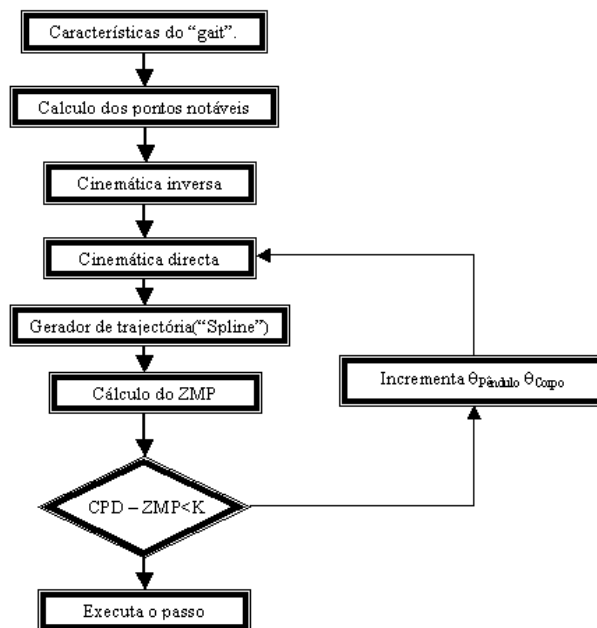 Características do “gait”.
Calculo dos pontos notáveis
Cinemática inversa
Cinemática directa
Gerador de trajectória(“Spline”)
Cálculo do ZMP
Incrementa θPêndulo θCorpo
CPD – ZMP<K
Executa o passo